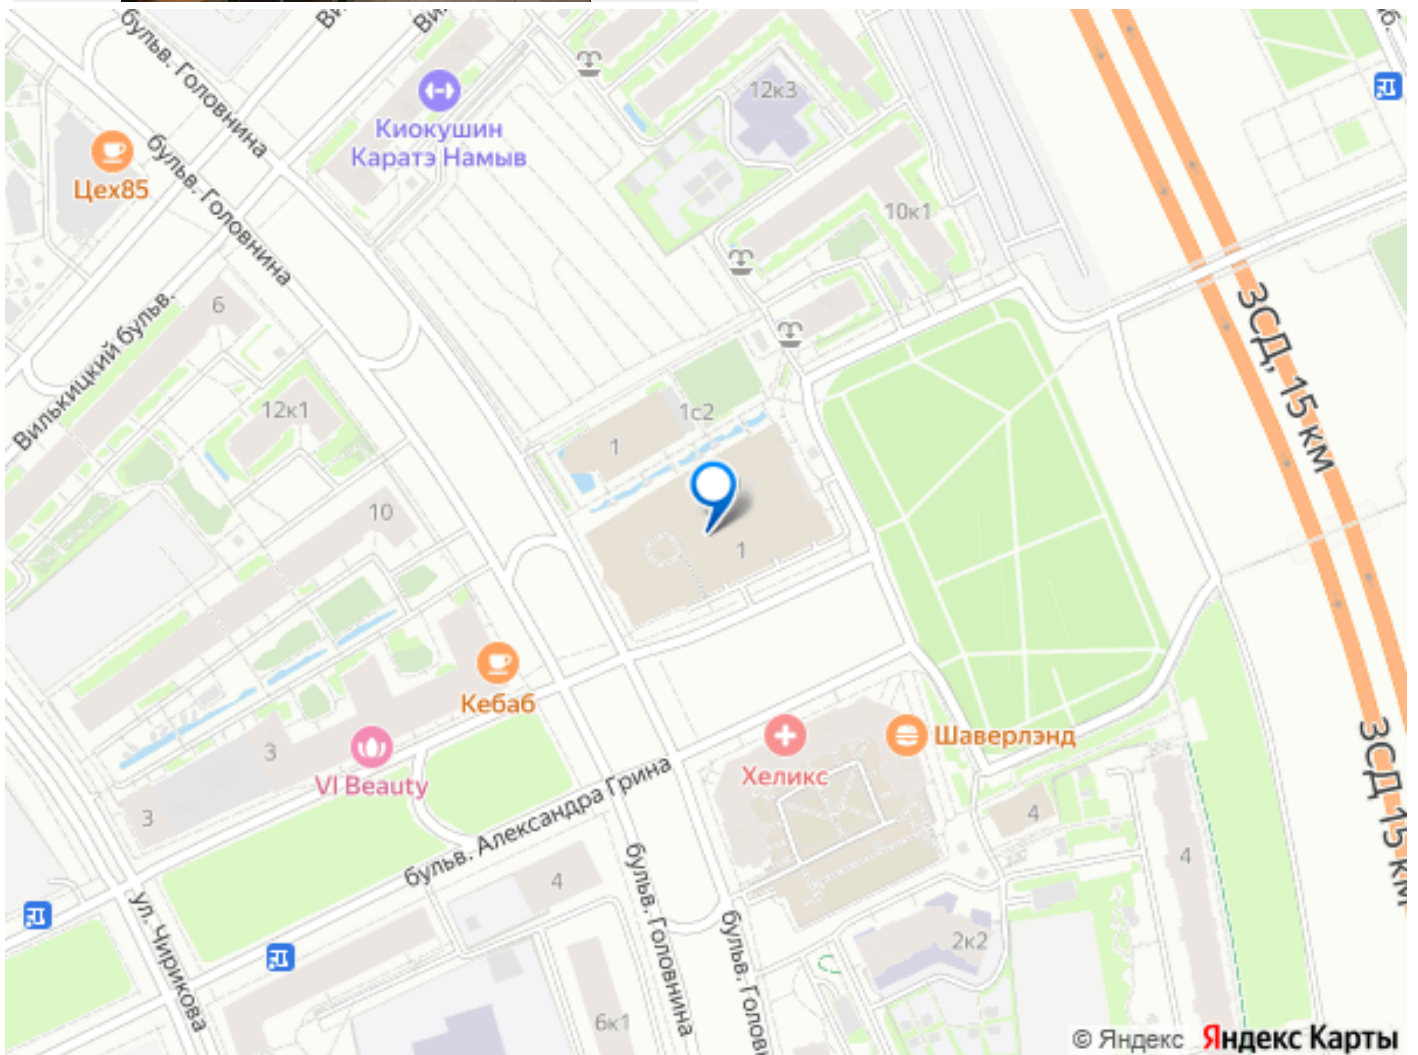 бульв. Головнина
бульв. Головнина
Киокушин
Каратэ Намыв
Цех85
12к3
10к1
6
Вилькицкий бульв.
12к1
1с2
1
10
1
ЗСД, 15 км
Кебаб
VI Beauty
3
3
Хеликс
Шаверлэнд
бульв. Александра Грина
4
4
4
ул. Чирикова
бульв. Головнина
2к2
6к1
ЗСД 15 км
© Яндекс Яндекс Карты